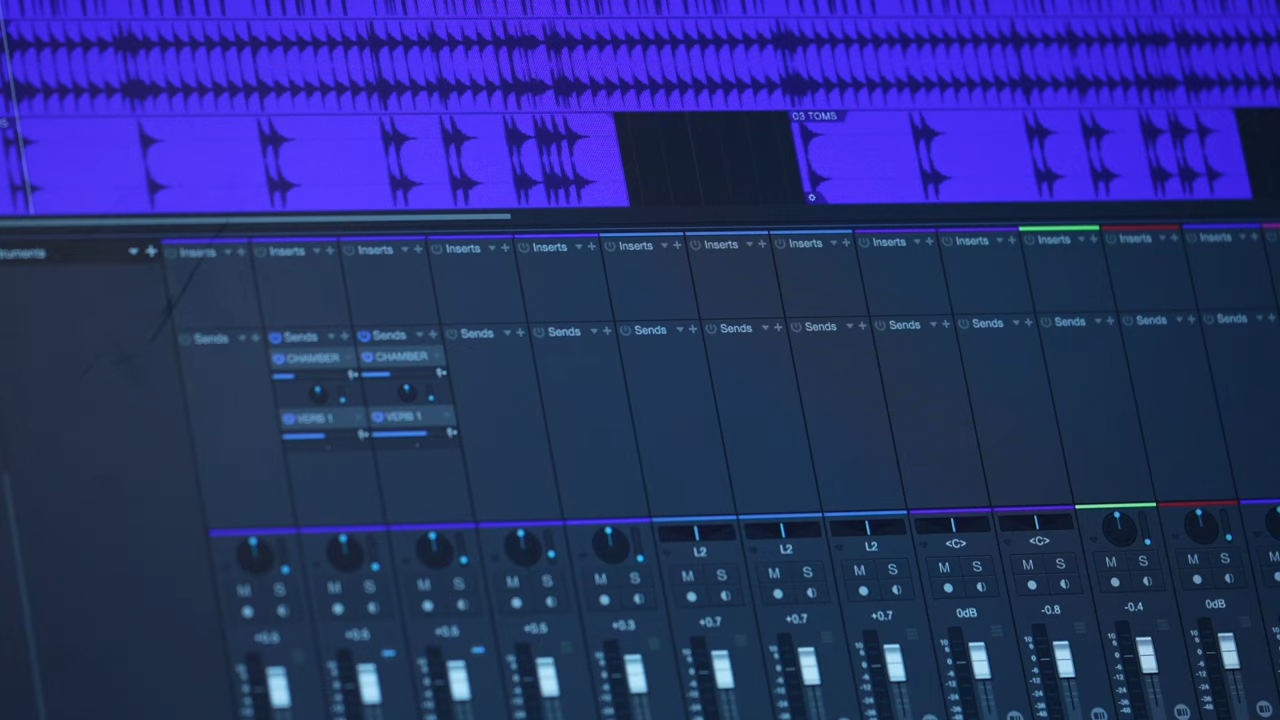 03 TOMS
Inserts Inserts Inserts Inserts Inserts Inserts Inserts Inserts Inserts Inserts Inserts Inserts Inserts
Sends Sends Sends Sends Sends Sends Sends Sends Sends Sends Sends Sends Sends
CHAMBER CHAMBER
VERB 1 VERB 1
L2 L2 L2 <C> <C>
M S M S M S M S M S M S M S M S M S M S M S M S
+0.3 +0.7 +0.7 +0.7 0dB -0.8 -0.4 0dB